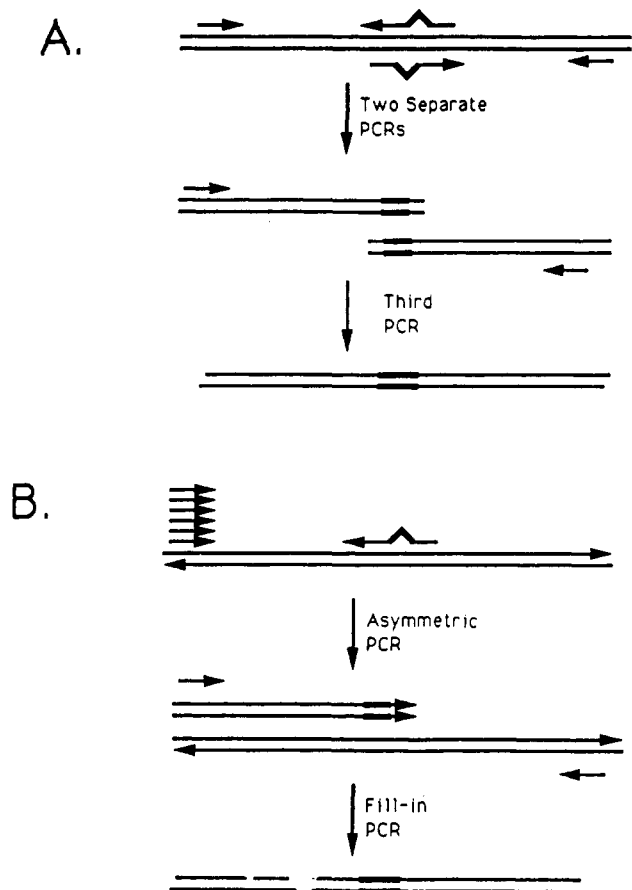 A.
Two Separate
PCRs
Third
PCR
B.
Asymmetric
PCR
Fill-in
PCR